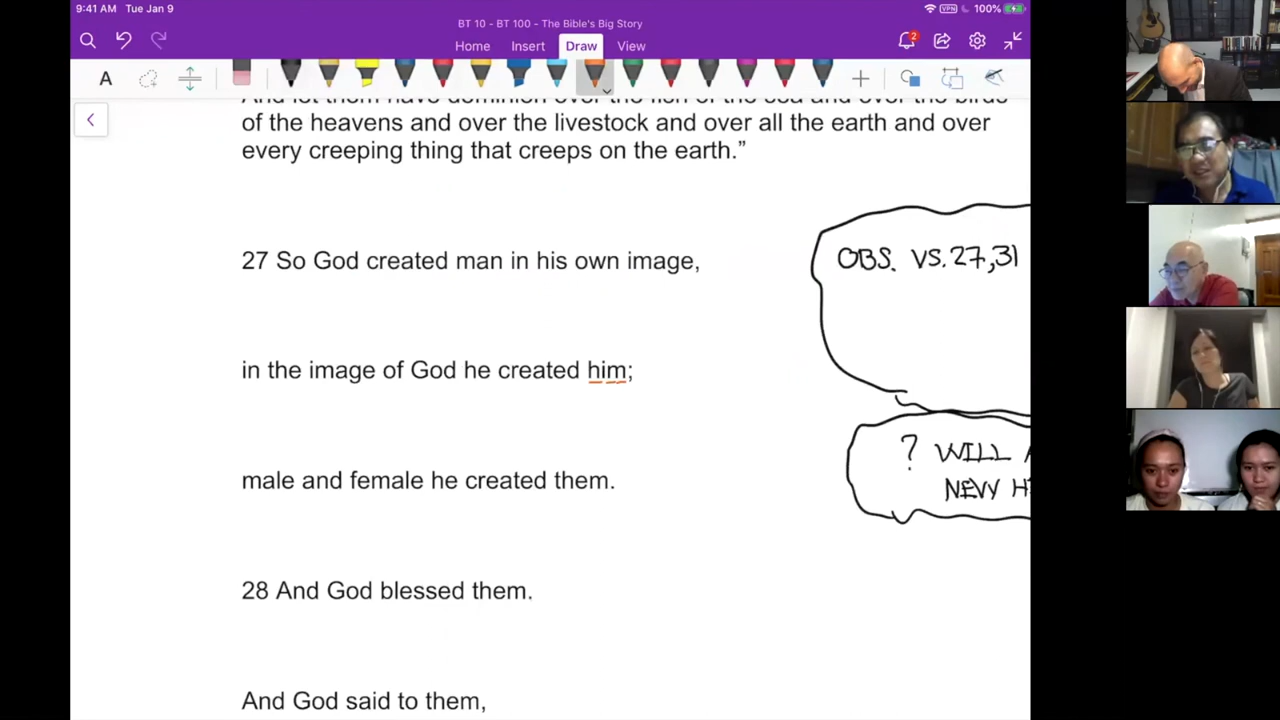 9:41 AM Tue Jan 9
VPN 100%
BT 10 - BT 100 - The Bible's Big Story
Home Insert Draw View
2
A
of the heavens and over the livestock and over all the earth and over
every creeping thing that creeps on the earth.”
27 So God created man in his own image,
OBS. VS. 27,31
in the image of God he created him;
? WILL
NEW
male and female he created them.
28 And God blessed them.
And God said to them,